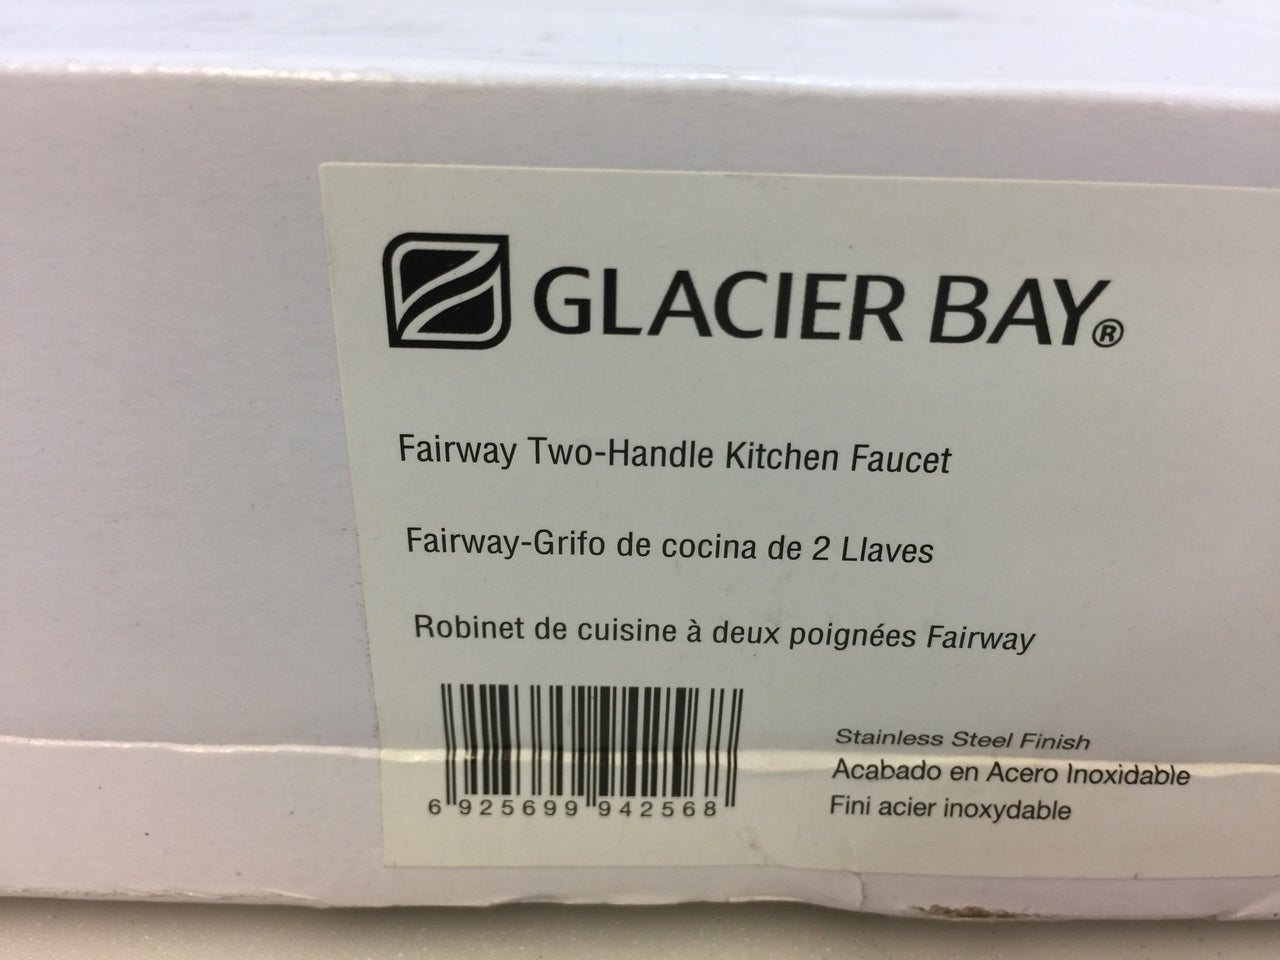 GLACIER BAY®
Fairway Two-Handle Kitchen Faucet
Fairway-Grifo de cocina de 2 Llaves
Robinet de cuisine à deux poignées Fairway
6 925699 942568
Stainless Steel Finish
Acabado en Acero Inoxidable
Fini acier inoxydable